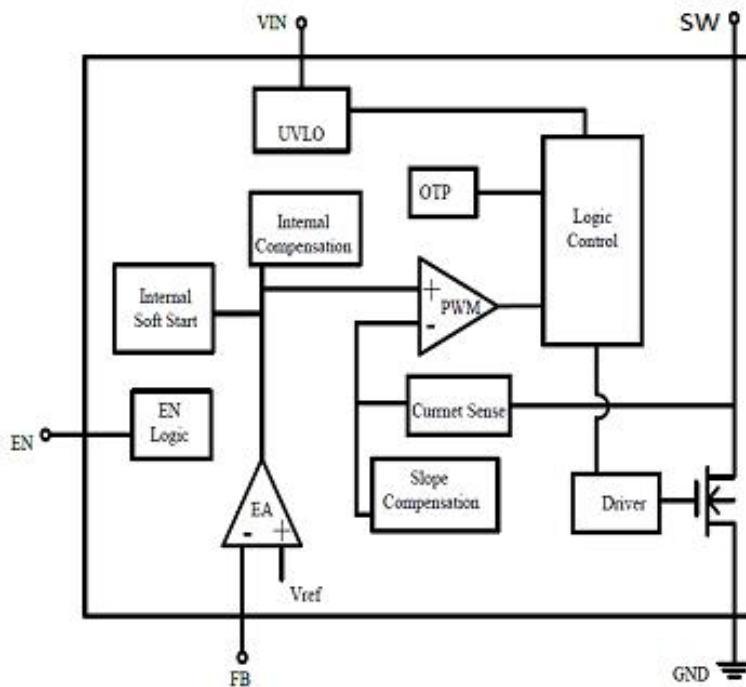 VIN
SW
UVLO
OTP
Internal
Compensation
Logic
Control
Internal
Soft Start
+
PWM
-
EN
Logic
EN
Currnet Sense
Slope
Compensation
Driver
EA
- +
Vref
FB
GND